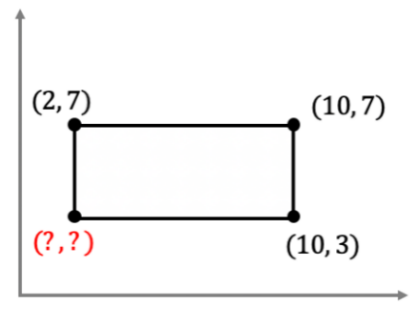 (2, 7)
(10, 7)
(?, ?)
(10, 3)